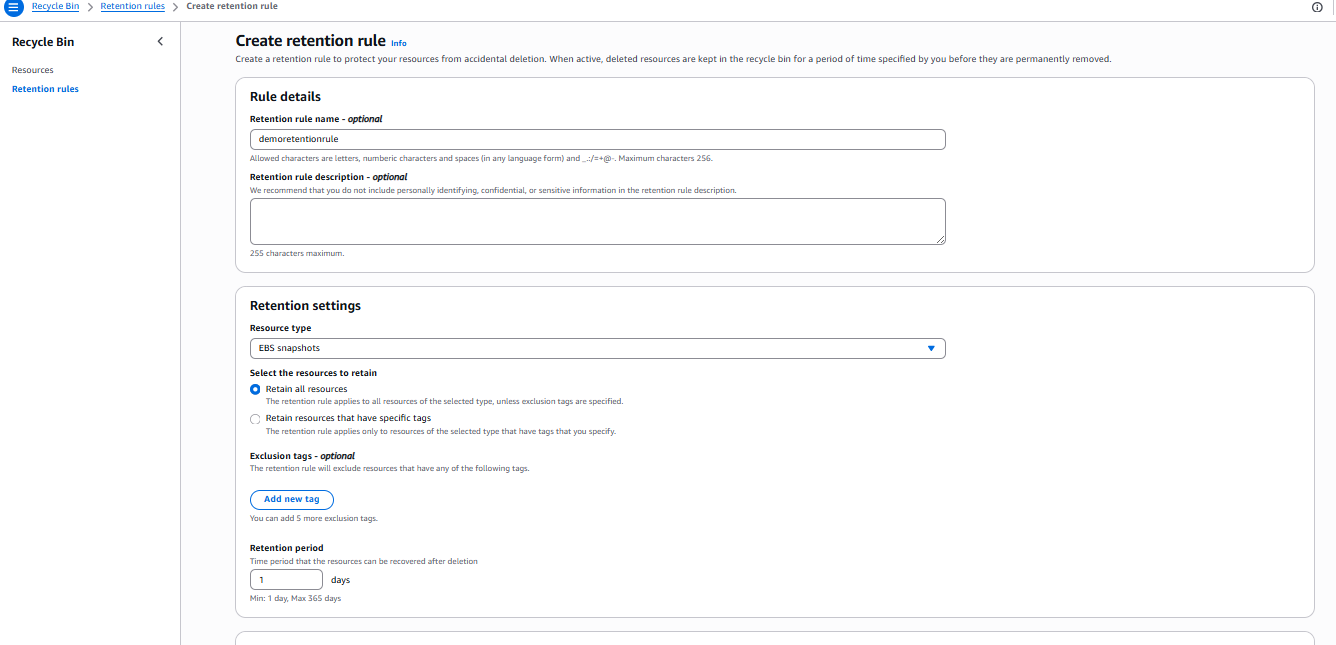 Recycle Bin > Retention rules > Create retention rule
Recycle Bin
Resources
Retention rules
Create retention rule Info
Create a retention rule to protect your resources from accidental deletion. When active, deleted resources are kept in the recycle bin for a period of time specified by you before they are permanently removed.
Rule details
Retention rule name - optional
demoretentionrule
Allowed characters are letters, numberic characters and spaces (in any language form) and _.:/=+@-. Maximum characters 256.
Retention rule description - optional
We recommend that you do not include personally identifying, confidential, or sensitive information in the retention rule description.
255 characters maximum.
Retention settings
Resource type
EBS snapshots
Select the resources to retain
Retain all resources
The retention rule applies to all resources of the selected type, unless exclusion tags are specified.
Retain resources that have specific tags
The retention rule applies only to resources of the selected type that have tags that you specify.
Exclusion tags - optional
The retention rule will exclude resources that have any of the following tags.
Add new tag
You can add 5 more exclusion tags.
Retention period
Time period that the resources can be recovered after deletion
1 days
Min: 1 day, Max 365 days